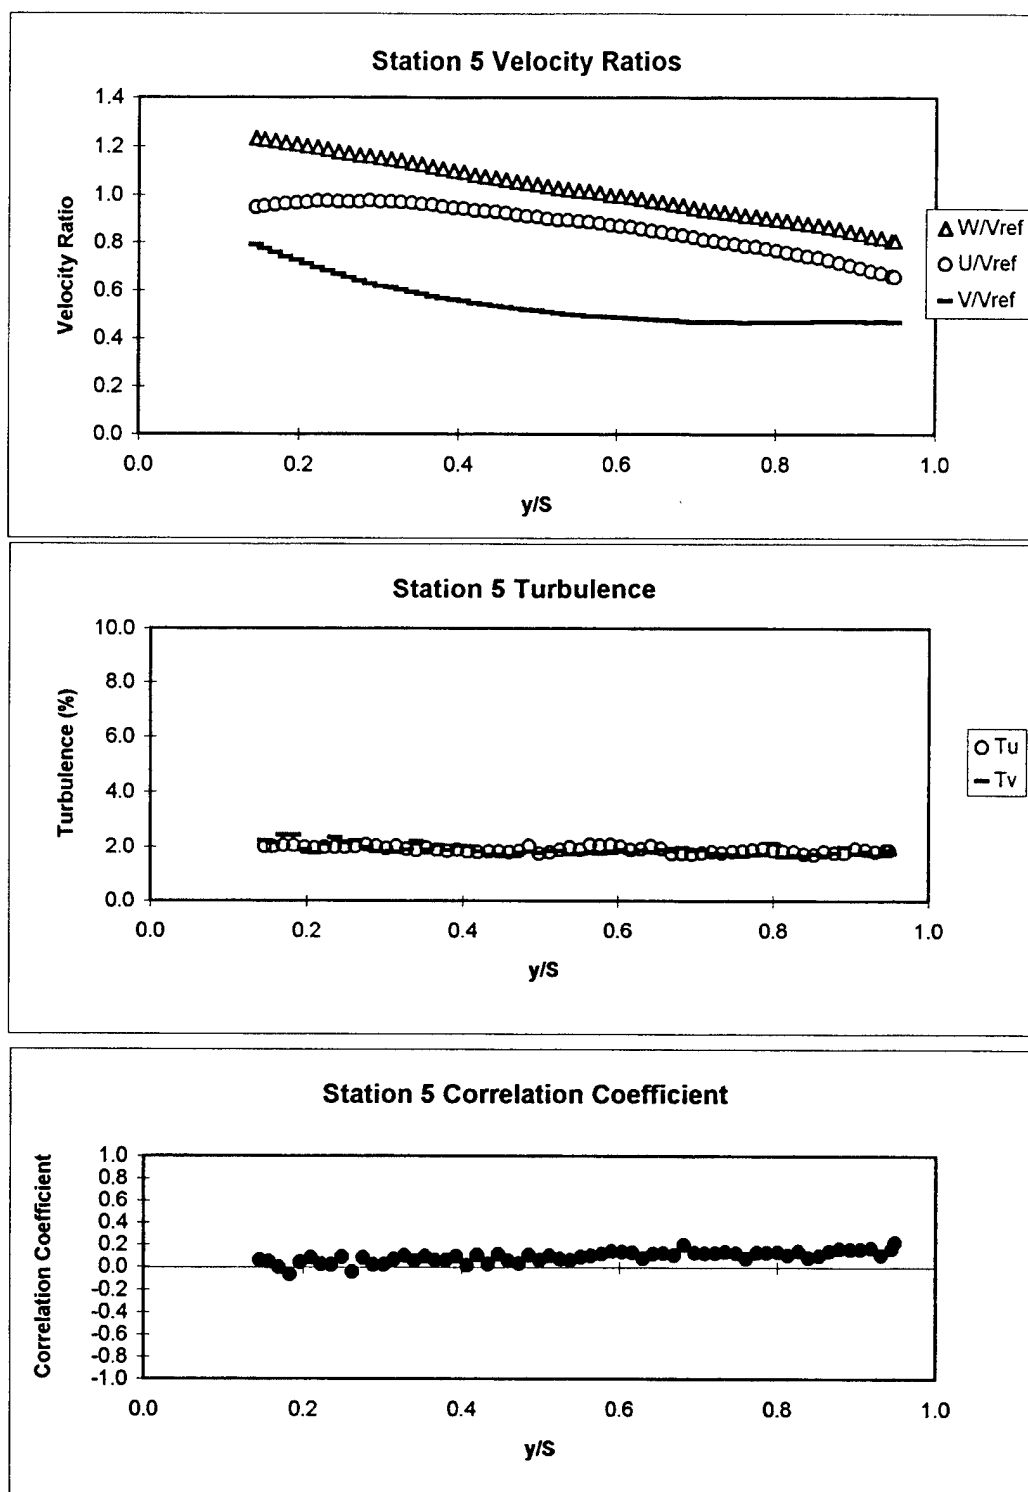 Station 5 Velocity Ratios
1.4
1.2
1.0
0.8
0.6
0.4
0.2
0.0
Velocity Ratio
0.0 0.2 0.4 0.6 0.8 1.0
y/S
W/Vref
U/Vref
V/Vref
Station 5 Turbulence
10.0
8.0
6.0
4.0
2.0
0.0
Turbulence (%)
0.0 0.2 0.4 0.6 0.8 1.0
y/S
Tu
Tv
Station 5 Correlation Coefficient
1.0
0.8
0.6
0.4
0.2
0.0
-0.2
-0.4
-0.6
-0.8
-1.0
Correlation Coefficient
0.0 0.2 0.4 0.6 0.8 1.0
y/S